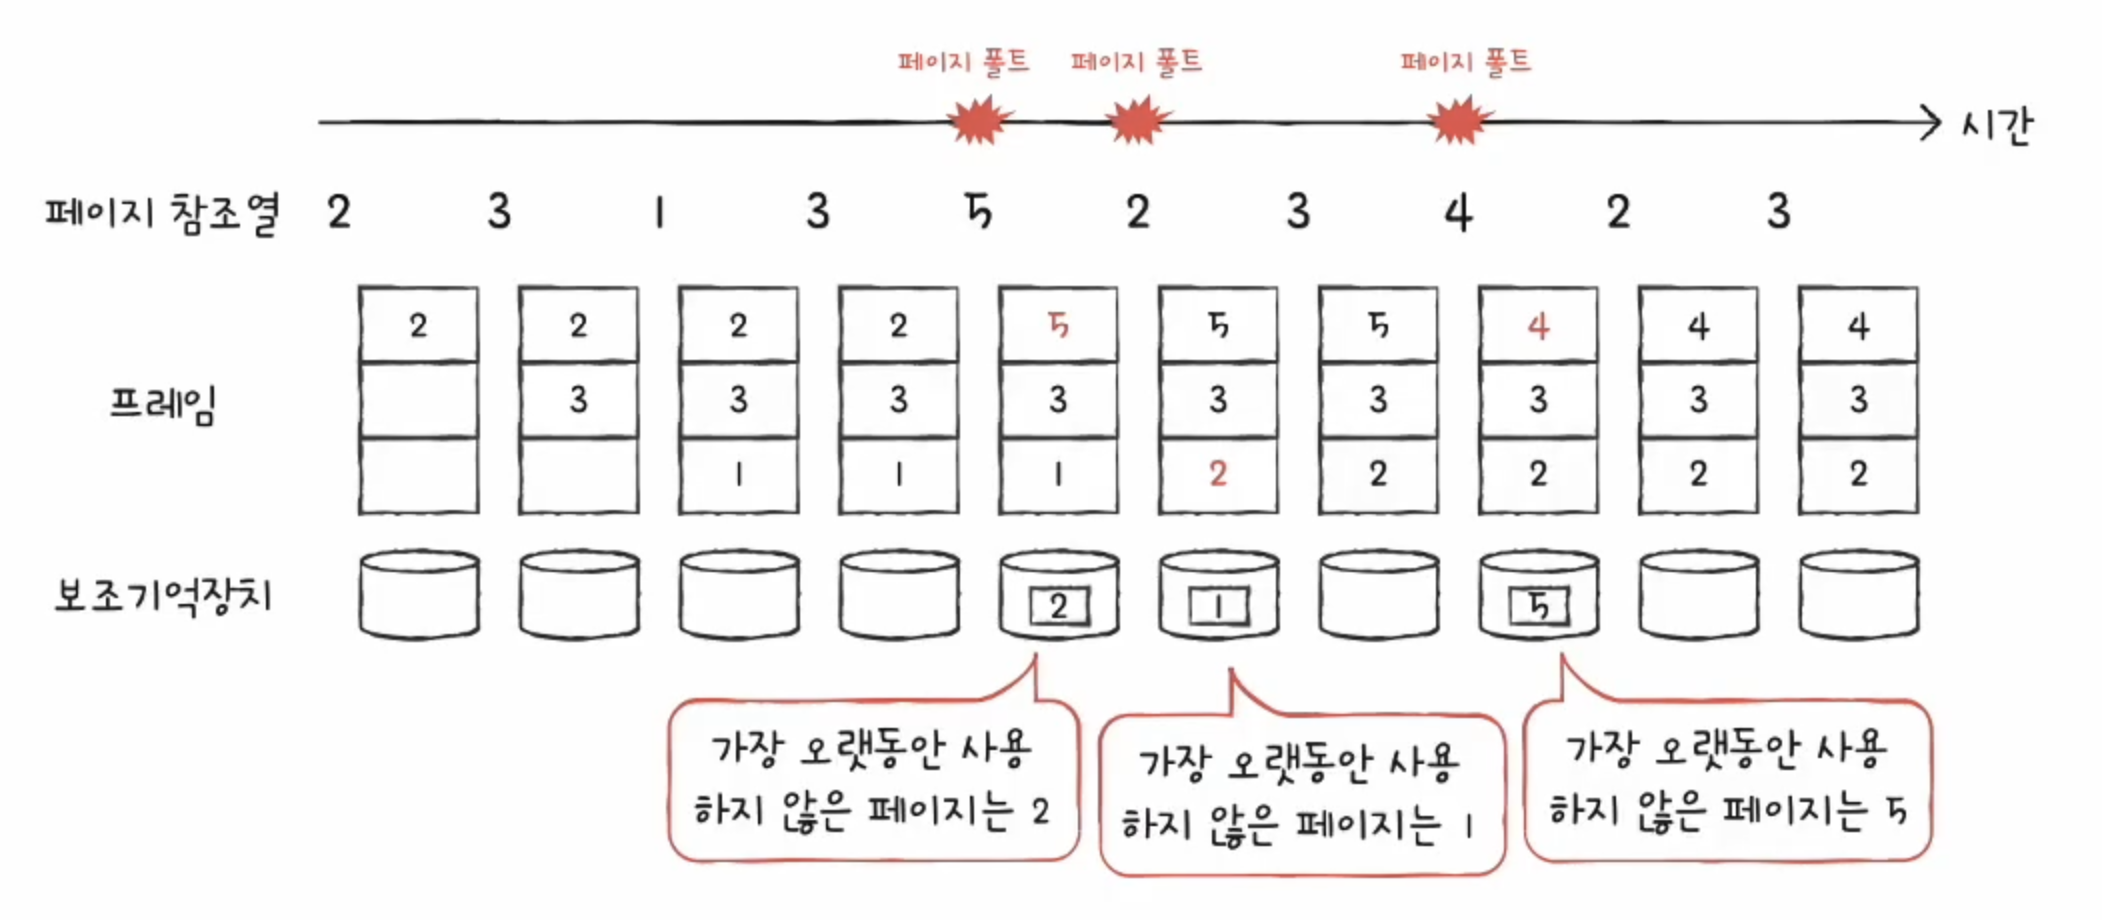 페이지 폴트 페이지 폴트 페이지 폴트
시간
페이지 참조열 2 3 1 3 5 2 3 4 2 3
2 2 2 2 5 5 5 4 4 4
프레임 3 3 3 3 3 3 3 3 3
1 1 1 2 2 2 2 2
보조기억장치 2 1 5
가장 오랫동안 사용
하지 않은 페이지는 2
가장 오랫동안 사용
하지 않은 페이지는 1
가장 오랫동안 사용
하지 않은 페이지는 5